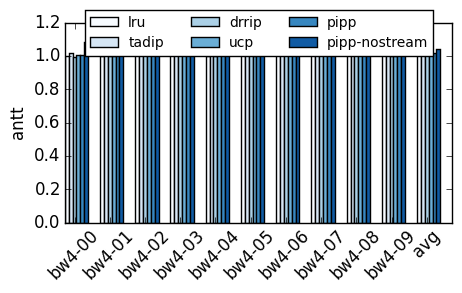 lru drrip pipp
tadip ucp pipp-nostream
1.2
1.0
0.8
0.6
0.4
0.2
0.0
antt
bw4-00 bw4-01 bw4-02 bw4-03 bw4-04 bw4-05 bw4-06 bw4-07 bw4-08 bw4-09 avg